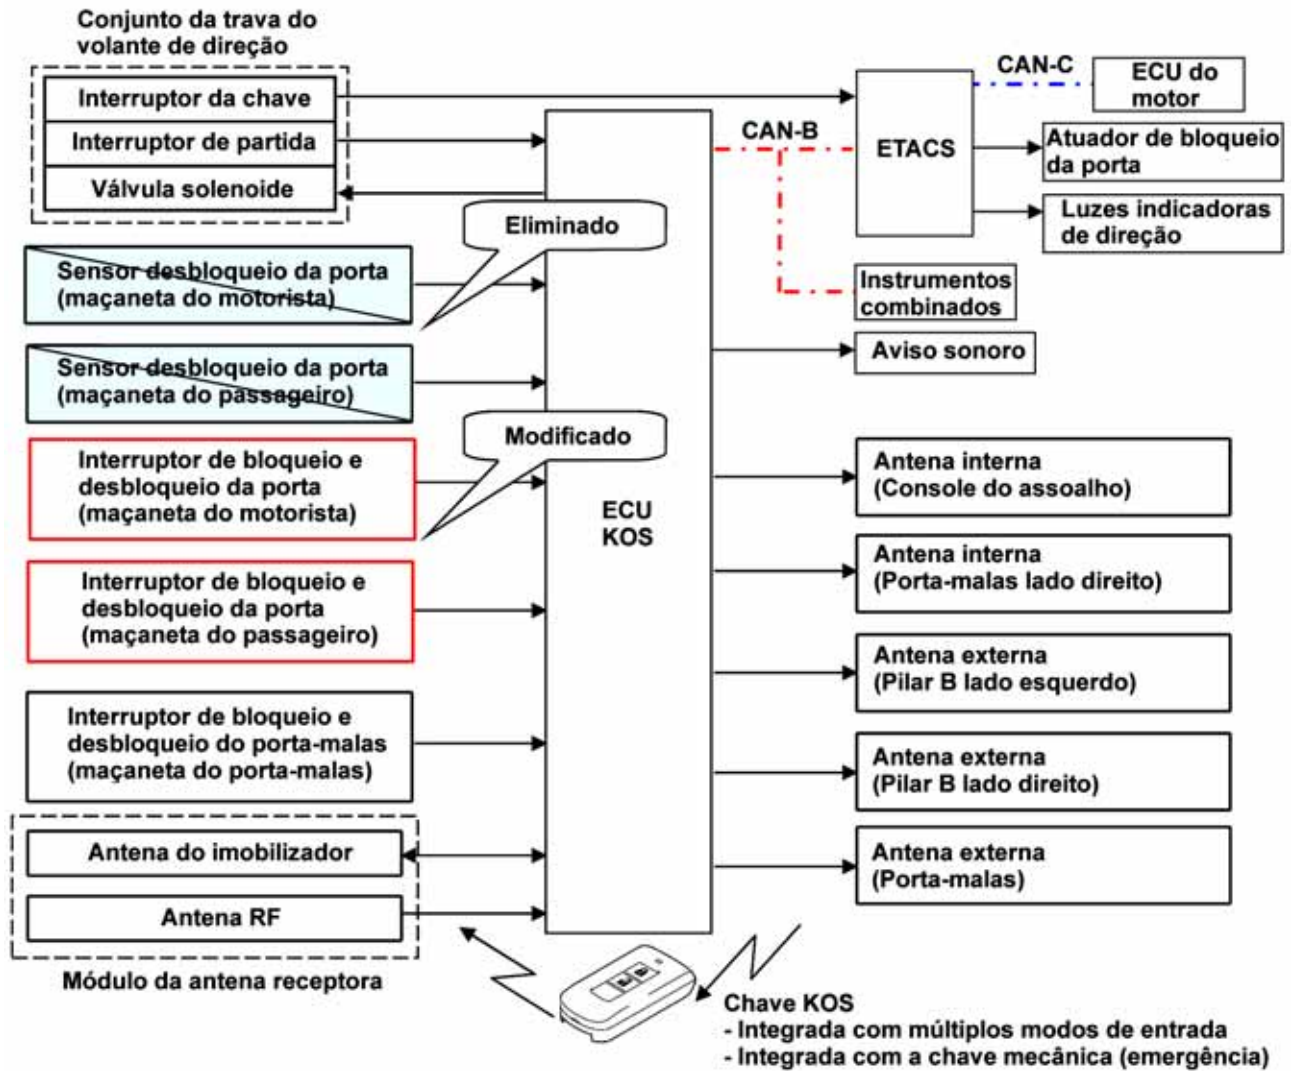 Conjunto da trava do
volante de direção
Interruptor da chave
Interruptor de partida
Válvula solenoide
Eliminado
Sensor desbloqueio da porta
(maçaneta do motorista)
Sensor desbloqueio da porta
(maçaneta do passageiro)
Modificado
Interruptor de bloqueio e
desbloqueio da porta
(maçaneta do motorista)
Interruptor de bloqueio e
desbloqueio da porta
(maçaneta do passageiro)
Interruptor de bloqueio e
desbloqueio do porta-malas
(maçaneta do porta-malas)
Antena do imobilizador
Antena RF
Módulo da antena receptora
ECU
KOS
CAN-B
ETACS
CAN-C
ECU do
motor
Atuador de bloqueio
da porta
Luzes indicadoras
de direção
Instrumentos
combinados
Aviso sonoro
Antena interna
(Console do assoalho)
Antena interna
(Porta-malas lado direito)
Antena externa
(Pilar B lado esquerdo)
Antena externa
(Pilar B lado direito)
Antena externa
(Porta-malas)
Chave KOS
- Integrada com múltiplos modos de entrada
- Integrada com a chave mecânica (emergência)